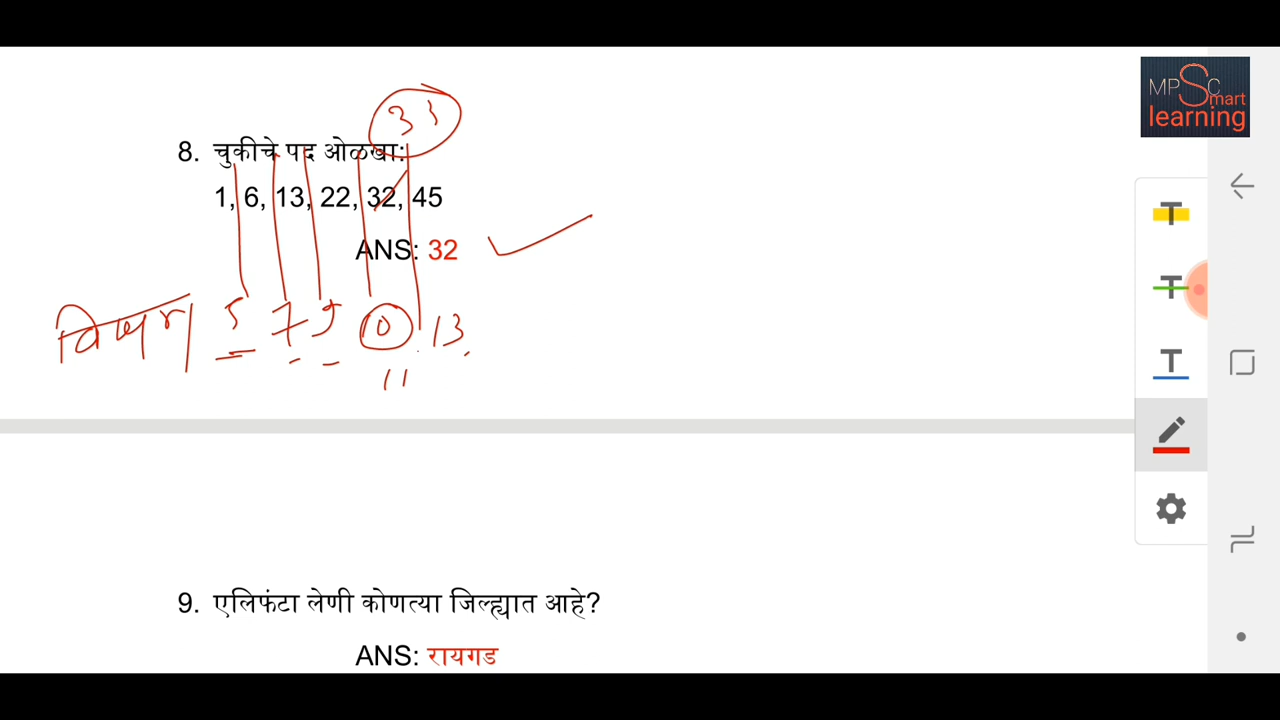 MPSC
smart
learning
33
8. चुकीचे पद ओळखा:
1, 6, 13, 22, 32, 45
ANS: 32
विषम 5 7 9 10 13
11
9. एलिफंटा लेणी कोणत्या जिल्ह्यात आहे?
ANS: रायगड
T
T
T